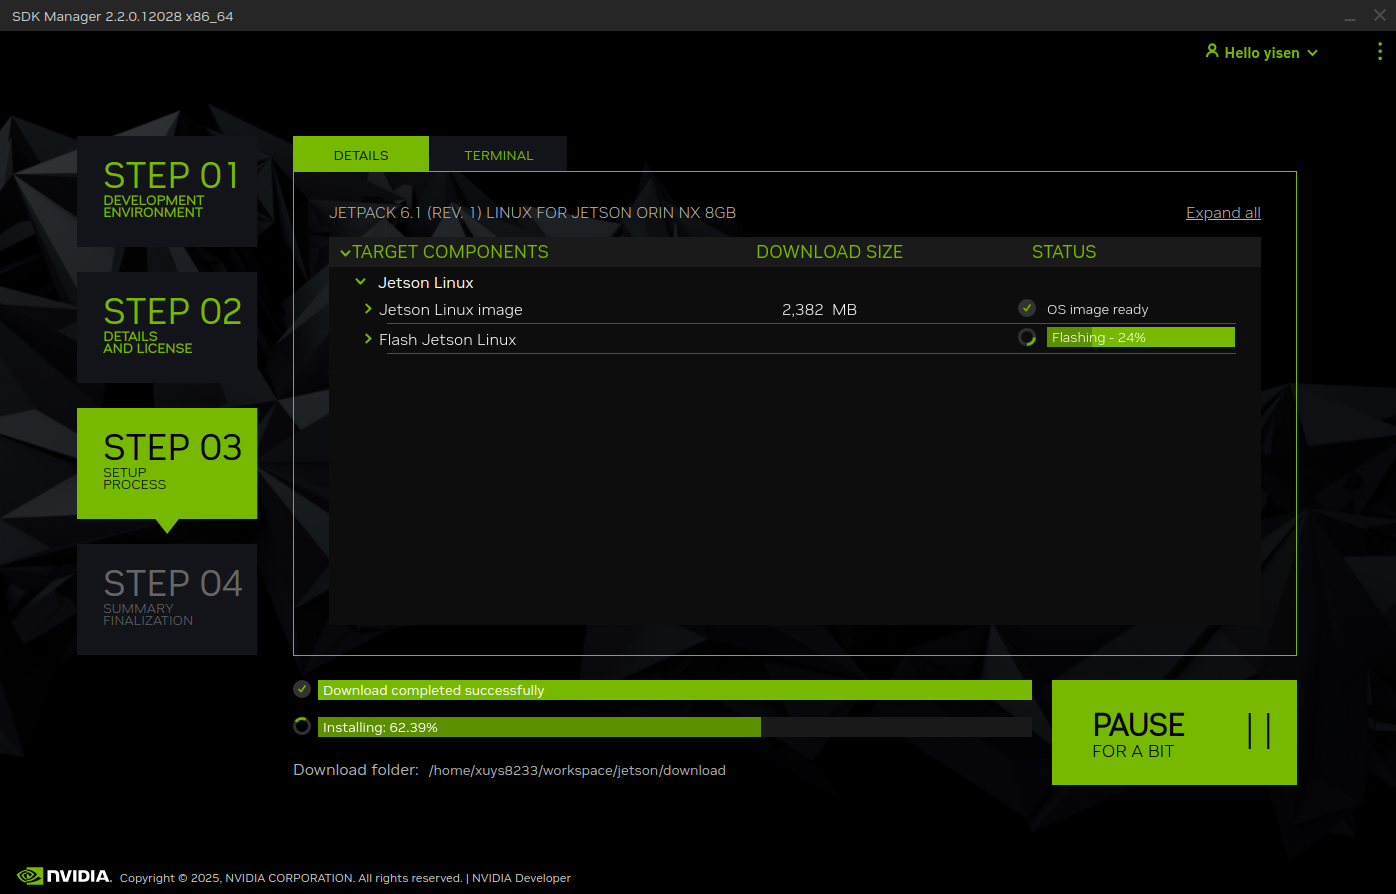 SDK Manager 2.2.0.12028 x86_64
Hello yisen
STEP 01
DEVELOPMENT
ENVIRONMENT
STEP 02
DETAILS
AND LICENSE
STEP 03
SETUP
PROCESS
STEP 04
SUMMARY
FINALIZATION
DETAILS TERMINAL
JETPACK 6.1 (REV. 1) LINUX FOR JETSON ORIN NX 8GB Expand all
TARGET COMPONENTS DOWNLOAD SIZE STATUS
Jetson Linux
Jetson Linux image 2,382 MB OS image ready
Flash Jetson Linux Flashing - 24%
Download completed successfully
Installing: 62.39%
Download folder: /home/xuys8233/workspace/jetson/download
PAUSE
FOR A BIT
NVIDIA. Copyright © 2025, NVIDIA CORPORATION. All rights reserved. | NVIDIA Developer